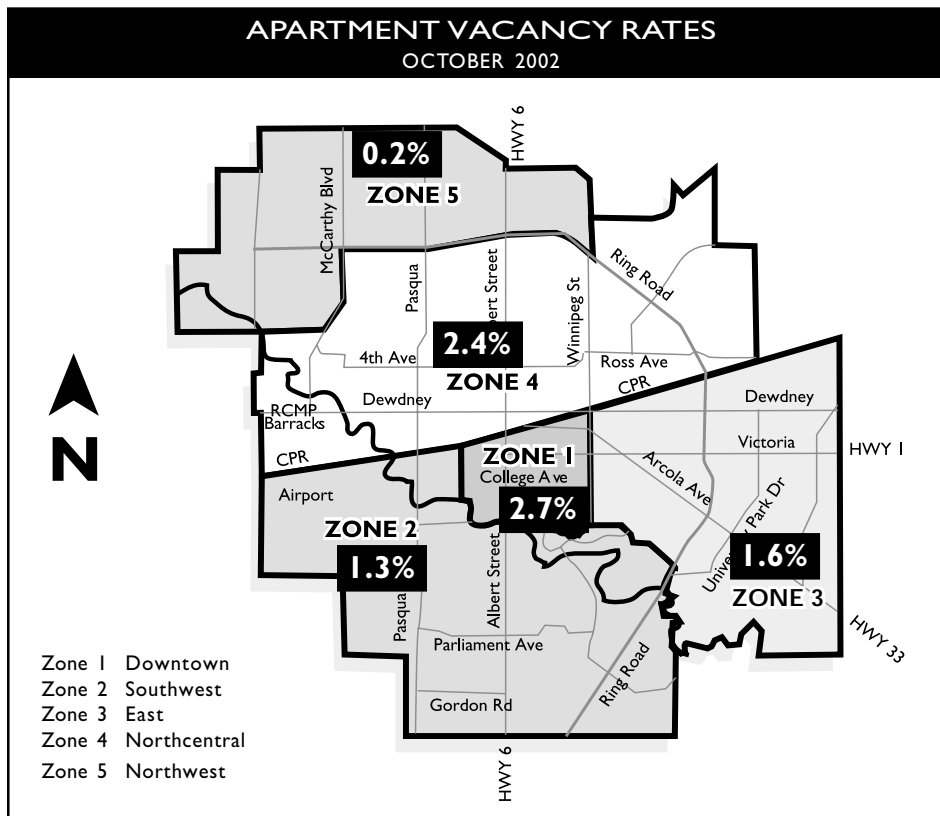 APARTMENT VACANCY RATES
OCTOBER 2002
HWY 6
0.2%
ZONE 5
McCarthy Blvd
Pasqua
bert Street
Winnipeg St
Ring Road
2.4%
ZONE 4
4th Ave
Ross Ave
CPR
Dewdney
Dewdney
RCMP
Barracks
N
CPR
Victoria
HWY 1
ZONE 1
College Ave
2.7%
Arcola Ave
Airport
ZONE 2
1.3%
Albert Street
Pasqua
Park Dr
1.6%
ZONE 3
HWY 33
Parliament Ave
Ring Road
Gordon Rd
HWY 6
Zone 1 Downtown
Zone 2 Southwest
Zone 3 East
Zone 4 Northcentral
Zone 5 Northwest